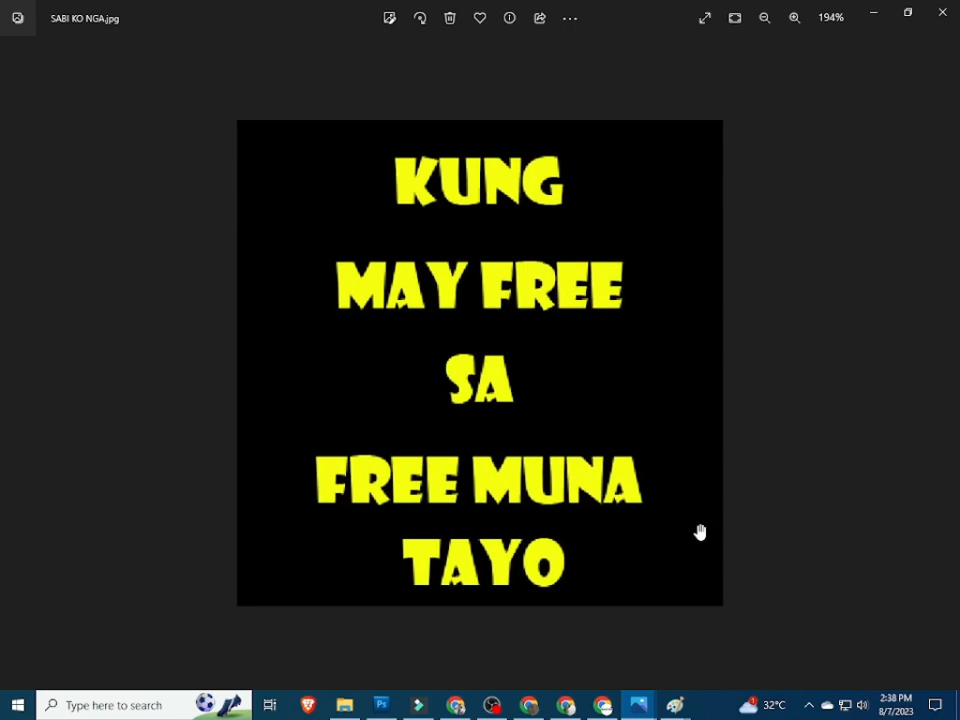 SABI KO NGA.jpg
194%
KUNG
MAY FREE
SA
FREE MUNA
TAYO
Type here to search
Ps
32°C
2:38 PM
8/7/2023